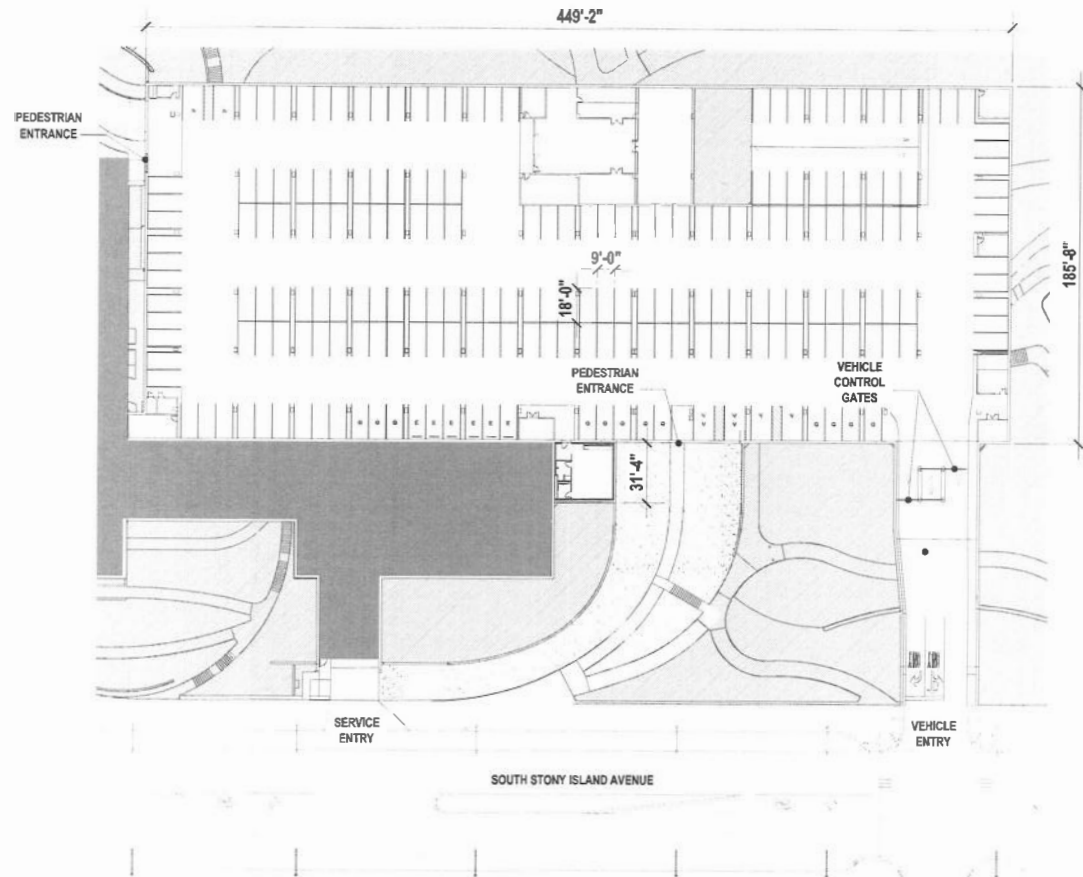 449'-2"
PEDESTRIAN
ENTRANCE
185'-8"
9'-0"
18'-0"
PEDESTRIAN
ENTRANCE
VEHICLE
CONTROL
GATES
31'-4"
SERVICE
ENTRY
VEHICLE
ENTRY
SOUTH STONY ISLAND AVENUE